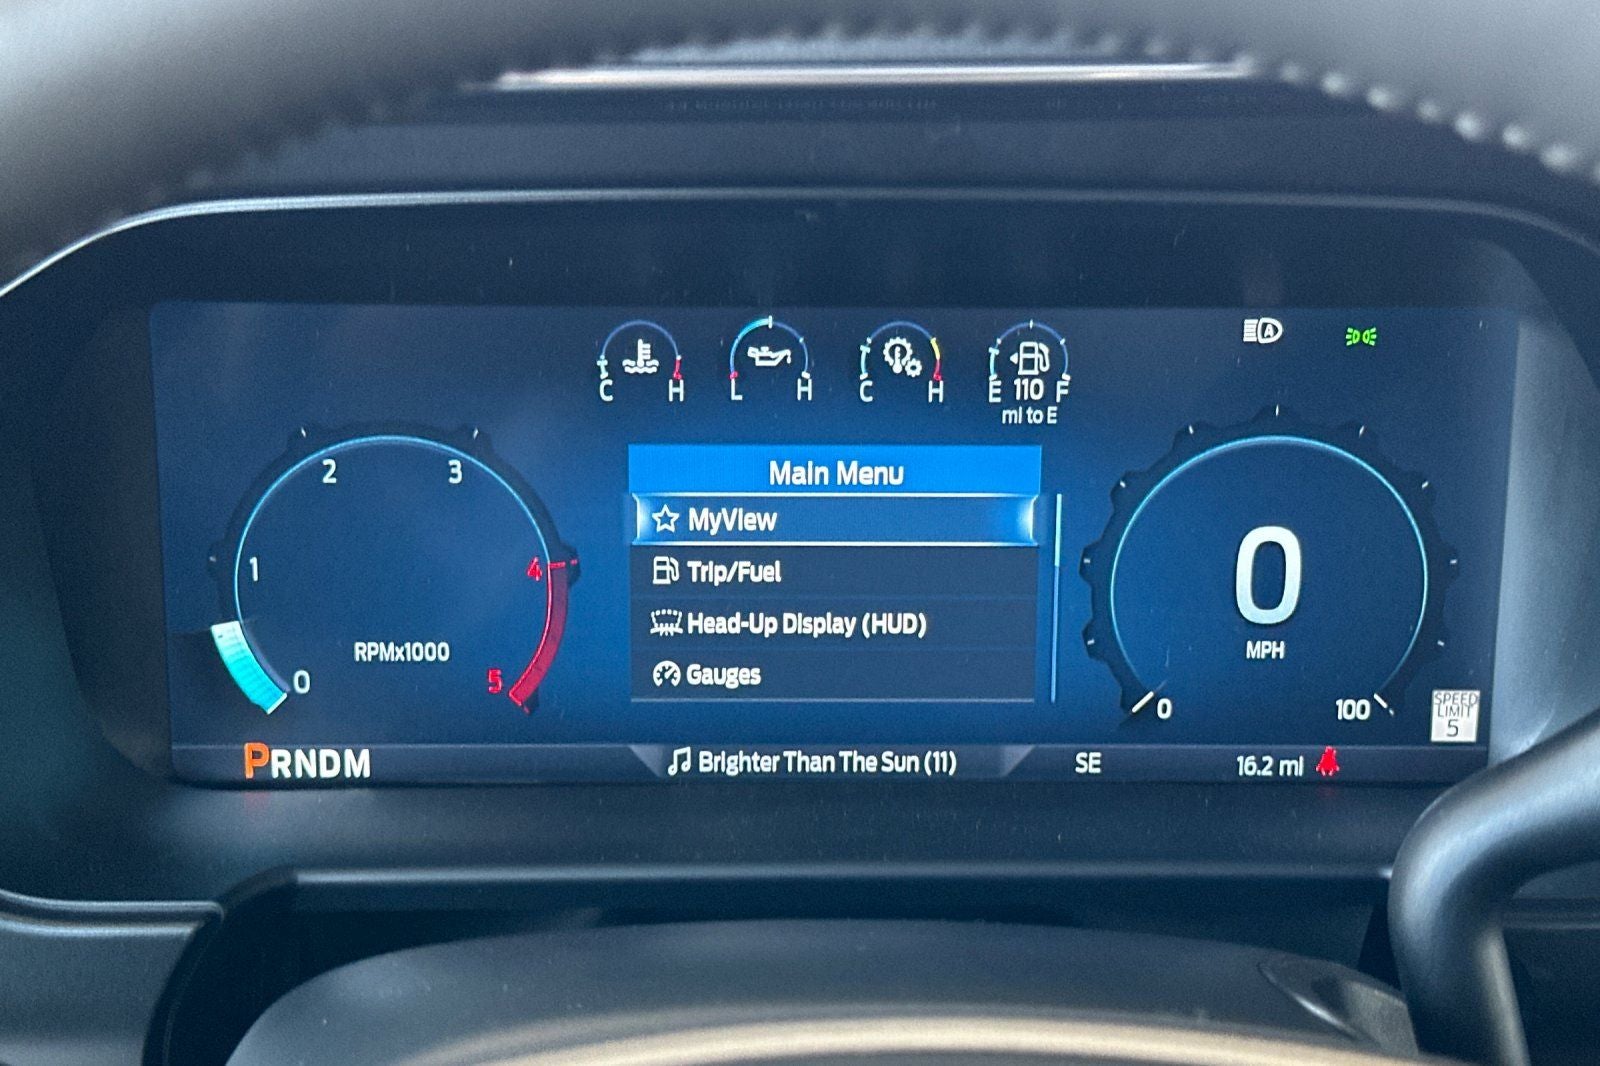 C H
L H
C H
E 110 F
mi to E
A
Main Menu
MyView
Trip/Fuel
Head-Up Display (HUD)
Gauges
0
1
2
3
4
5
RPMx1000
0
MPH
0
100
SPEED
LIMIT
5
PRNDM
Brighter Than The Sun (11)
SE
16.2 mi